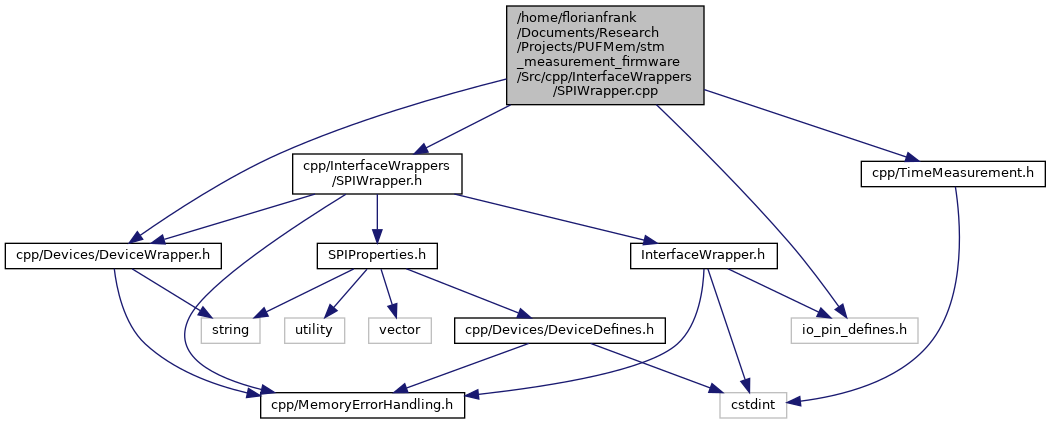 /home/florianfrank
/Documents/Research
/Projects/PUFMem/stm
_measurement_firmware
/Src/cpp/InterfaceWrappers
/SPIWrapper.cpp
cpp/InterfaceWrappers
/SPIWrapper.h
cpp/TimeMeasurement.h
cpp/Devices/DeviceWrapper.h
SPIProperties.h
InterfaceWrapper.h
string
utility
vector
cpp/Devices/DeviceDefines.h
io_pin_defines.h
cpp/MemoryErrorHandling.h
cstdint